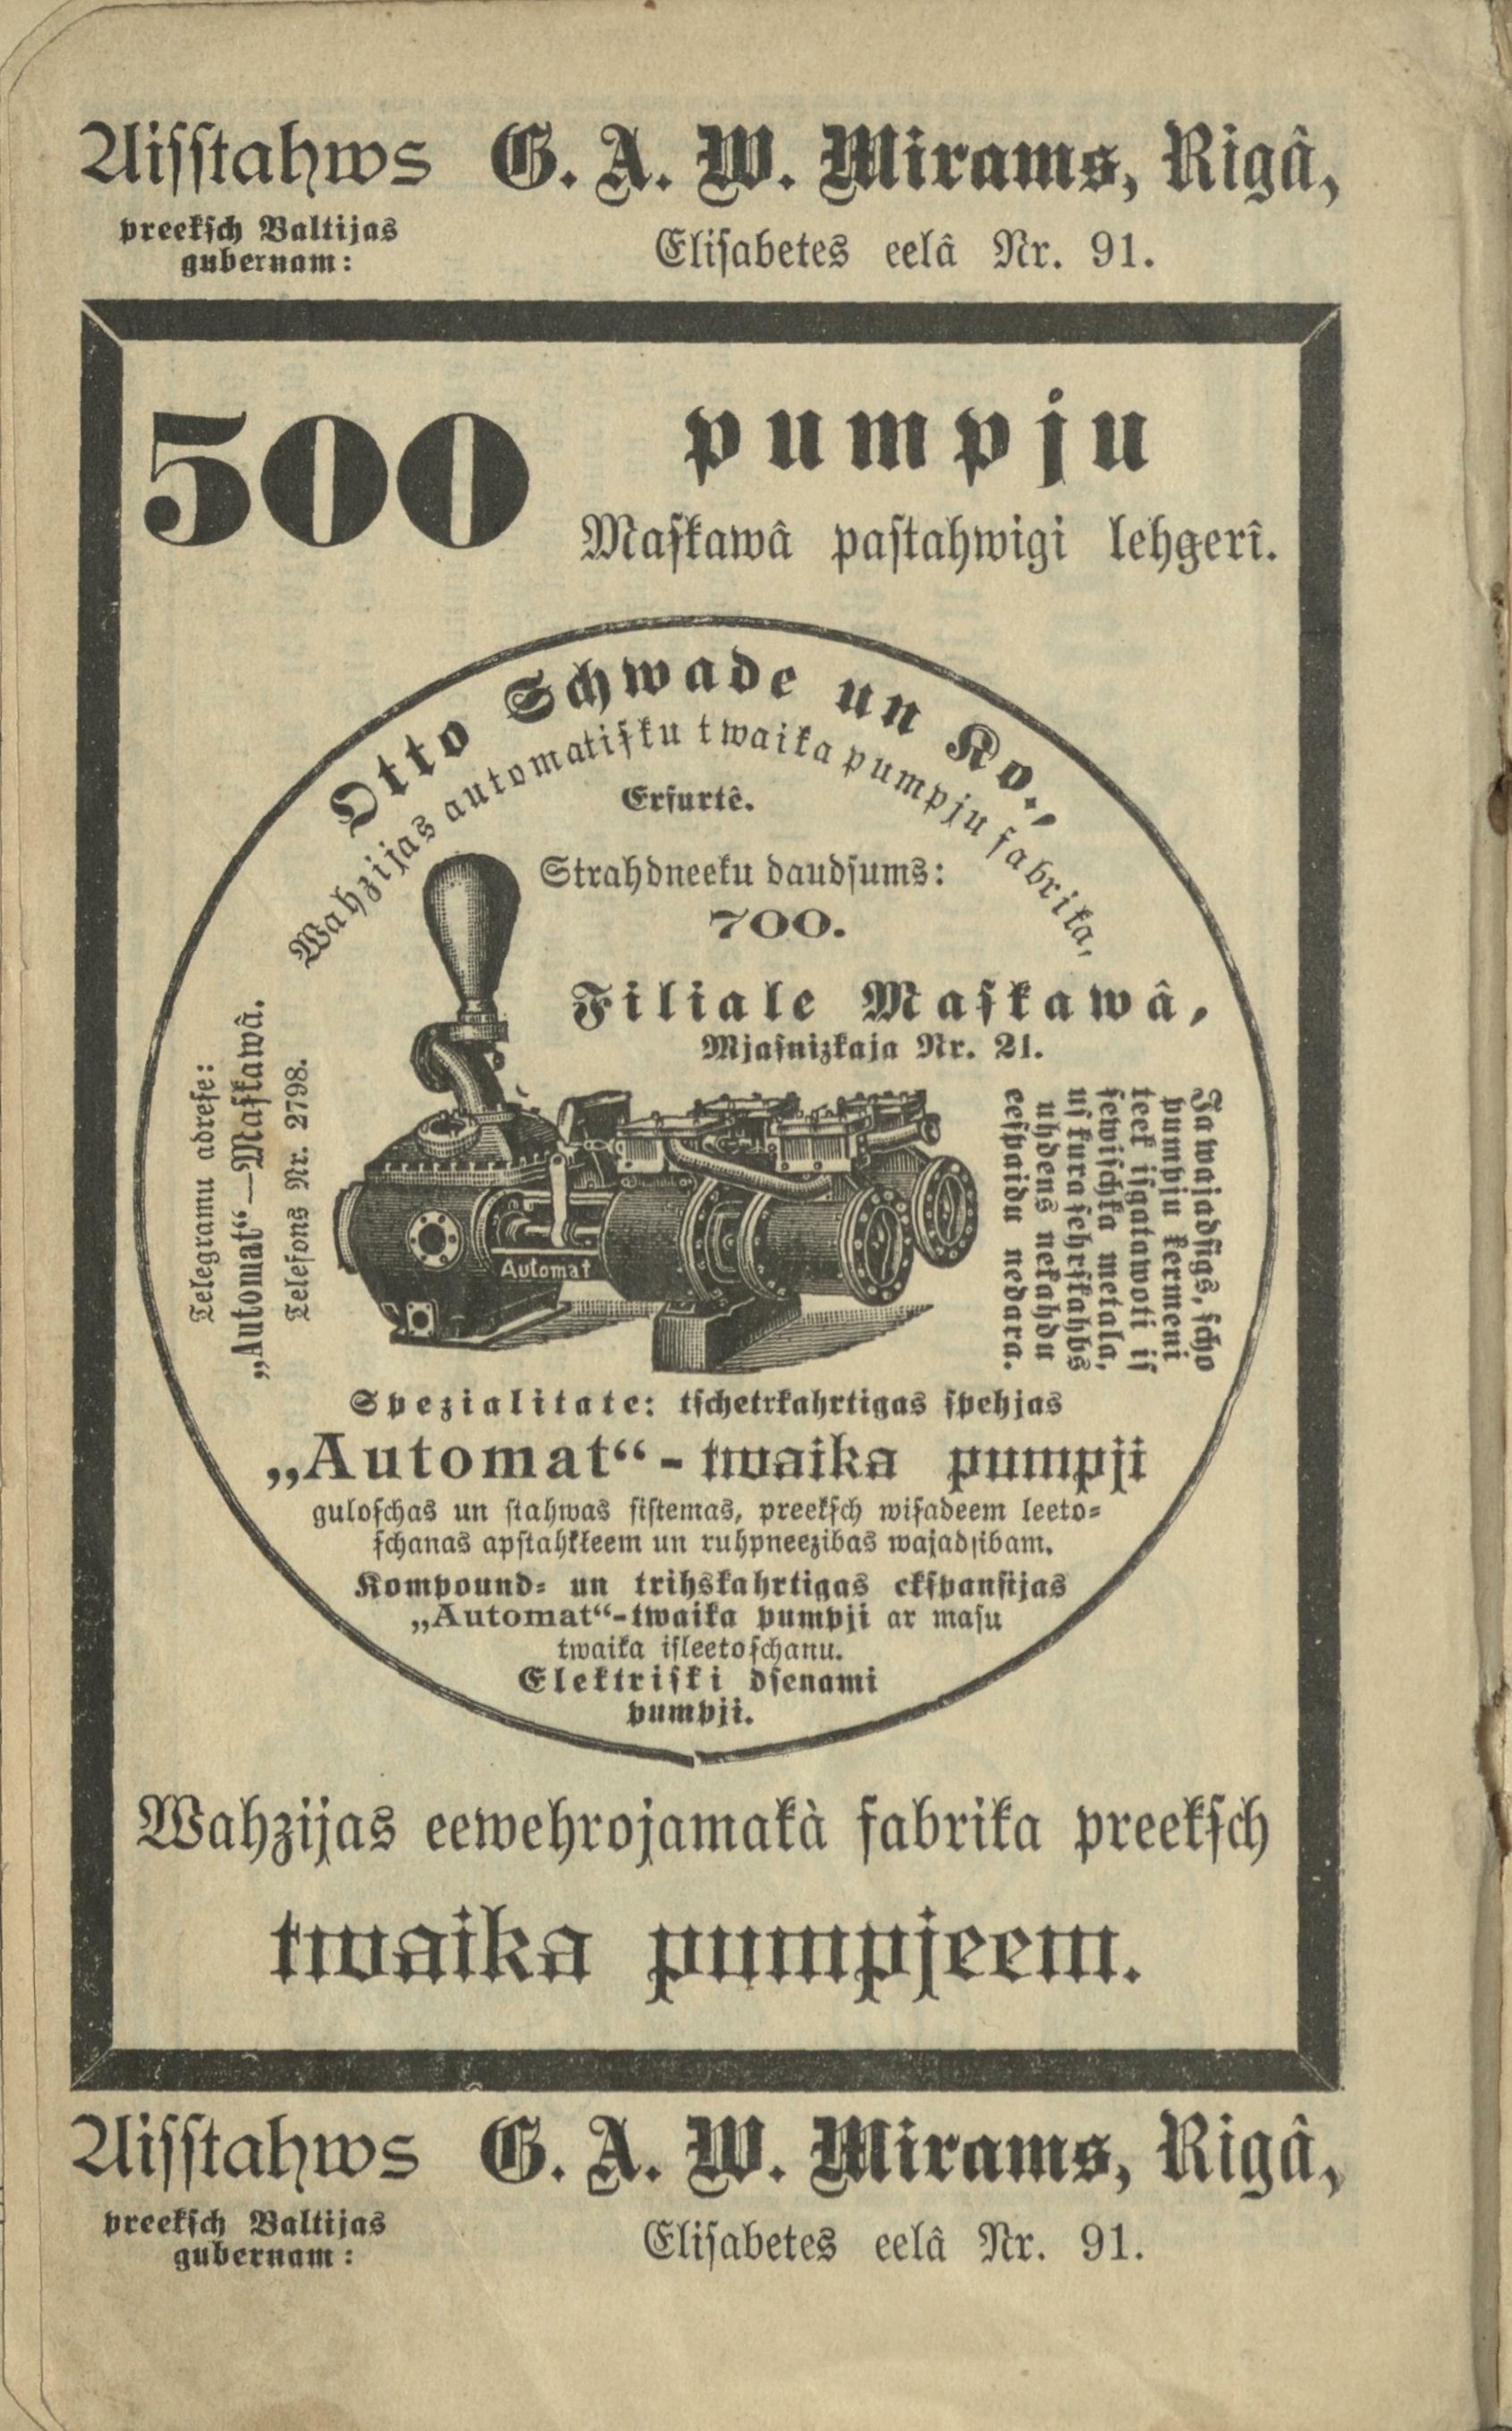 Aiſſtahws G. A. W. Mirams, Rigâ,
preekſch Baltijas
gubernam:
Eliſabetes eelâ Nr. 91.
500 pumpju
Maſkawâ paſtahwigi lehgerî.
Otto Schwade un Ko.,
Wahzijas automatiſku twaika pumpju fabrika,
Erfurtê.
Strahdneeku daudſums:
700.
Filiale Maſkawâ,
Mjaſnizkaja Nr. 21.
Telegramu adreſe:
„Automat“—Maſkawâ.
Telefons Nr. 2798.
Automat
Ja wajadſigs, ſcho
pumpju kermeni
teek iſgatawoti iſ
ſewiſchka metala,
uſ kura ſehrſkahbs
uhdens nekahdu
eeſpaidu nedara.
Spezialitate: tſchetrkahrtigas ſpehjas
„Automat“-twaika pumpji
guloſchas un ſtahwas ſiſtemas, preekſch wiſadeem leeto-
ſchanas apſtahkleem un ruhpneezibas wajadſibam.
Kompound- un trihskahrtigas ekſpanſijas
„Automat“-twaika pumpji ar maſu
twaika iſleetoſchanu.
Elektriſki dſenami
pumpji.
Wahzijas eewehrojamakà fabrika preekſch
twaika pumpjeem.
Aiſſtahws G. A. W. Mirams, Rigâ,
preekſch Baltijas
gubernam:
Eliſabetes eelâ Nr. 91.